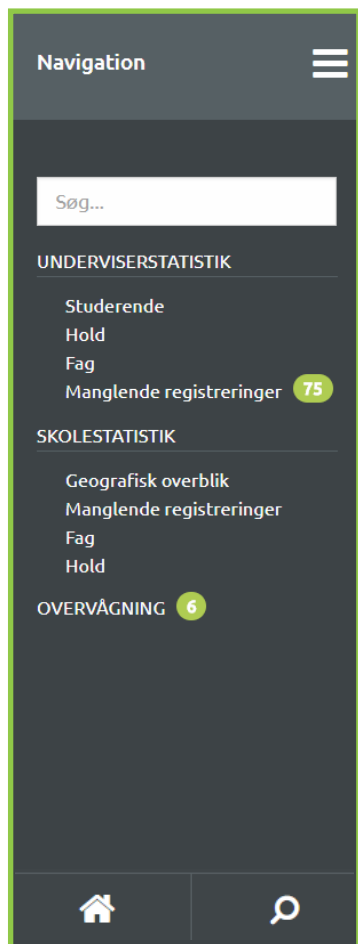 Navigation
Søg...
UNDERVISERSTATISTIK
Studerende
Hold
Fag
Manglende registreringer 75
SKOLESTATISTIK
Geografisk overblik
Manglende registreringer
Fag
Hold
OVERVÅGNING 6